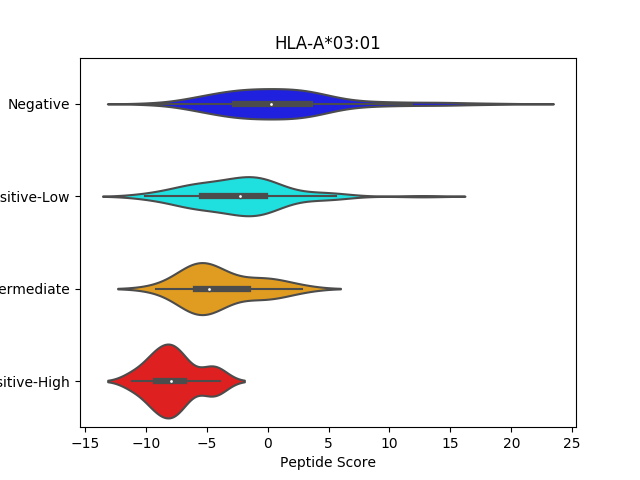 HLA-A*03:01
Negative
sitive-Low
ermediate
sitive-High
−15 −10 −5 0 5 10 15 20 25
Peptide Score